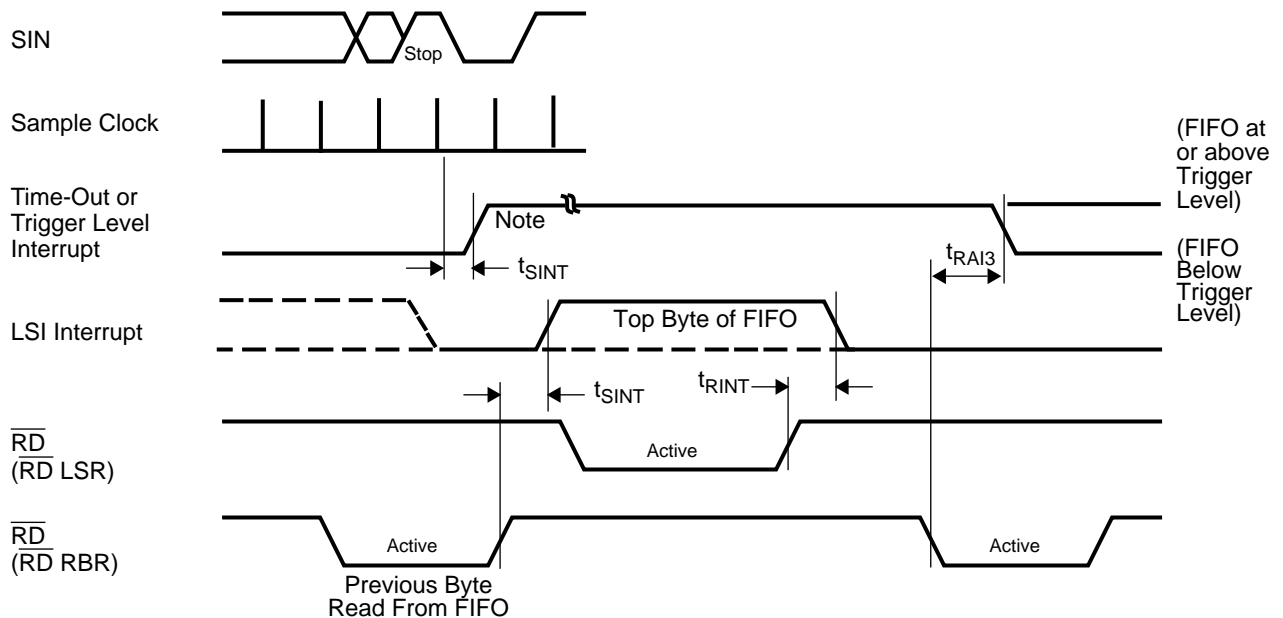 SIN
Stop
Sample Clock
(FIFO at
or above
Trigger
Level)
Time-Out or
Trigger Level
Interrupt
Note
tSINT
tRAI3
(FIFO
Below
Trigger
Level)
LSI Interrupt
Top Byte of FIFO
tSINT
tRINT
RD
(RD LSR)
Active
RD
(RD RBR)
Active
Active
Previous Byte
Read From FIFO